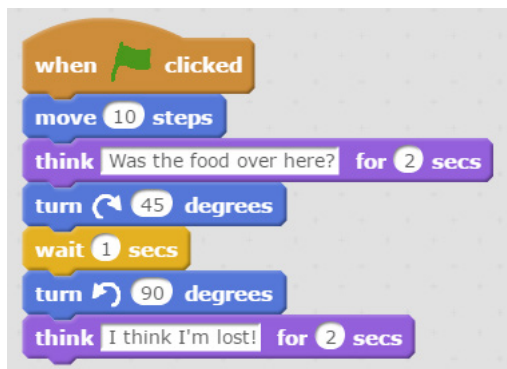 when clicked
move 10 steps
think Was the food over here? for 2 secs
turn 45 degrees
wait 1 secs
turn 90 degrees
think I think I'm lost! for 2 secs